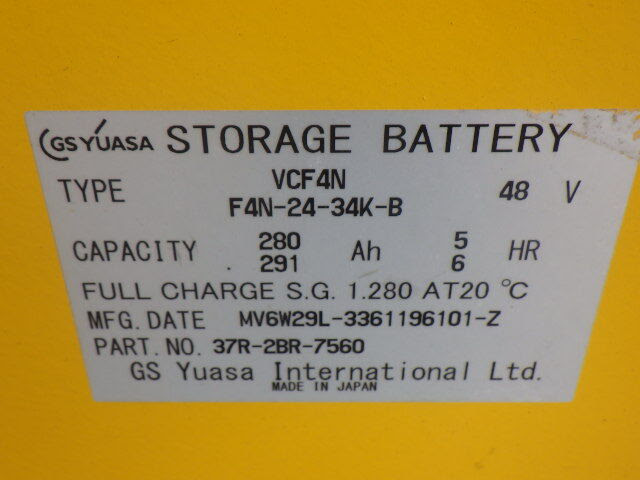 GS YUASA STORAGE BATTERY
TYPE VCF4N 48 V
F4N-24-34K-B
CAPACITY 280 Ah 5 HR
291 6
FULL CHARGE S.G. 1.280 AT20 °C
MFG. DATE MV6W29L-3361196101-Z
PART. NO. 37R-2BR-7560
GS Yuasa International Ltd.
MADE IN JAPAN